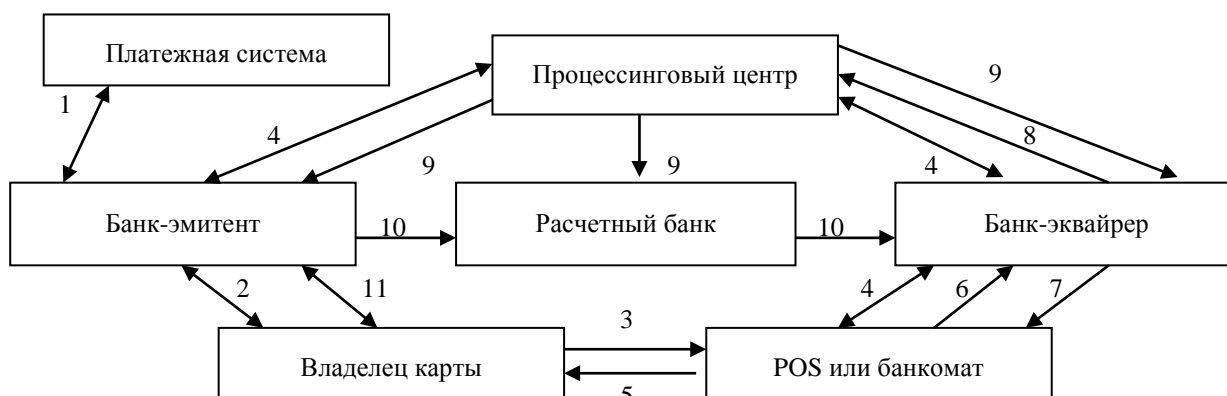 Платежная система
Процессинговый центр
1
4
9
9
4
8
9
Банк-эмитент
10
Расчетный банк
10
Банк-эквайрер
2
11
3
4
6
7
Владелец карты
POS или банкомат
5